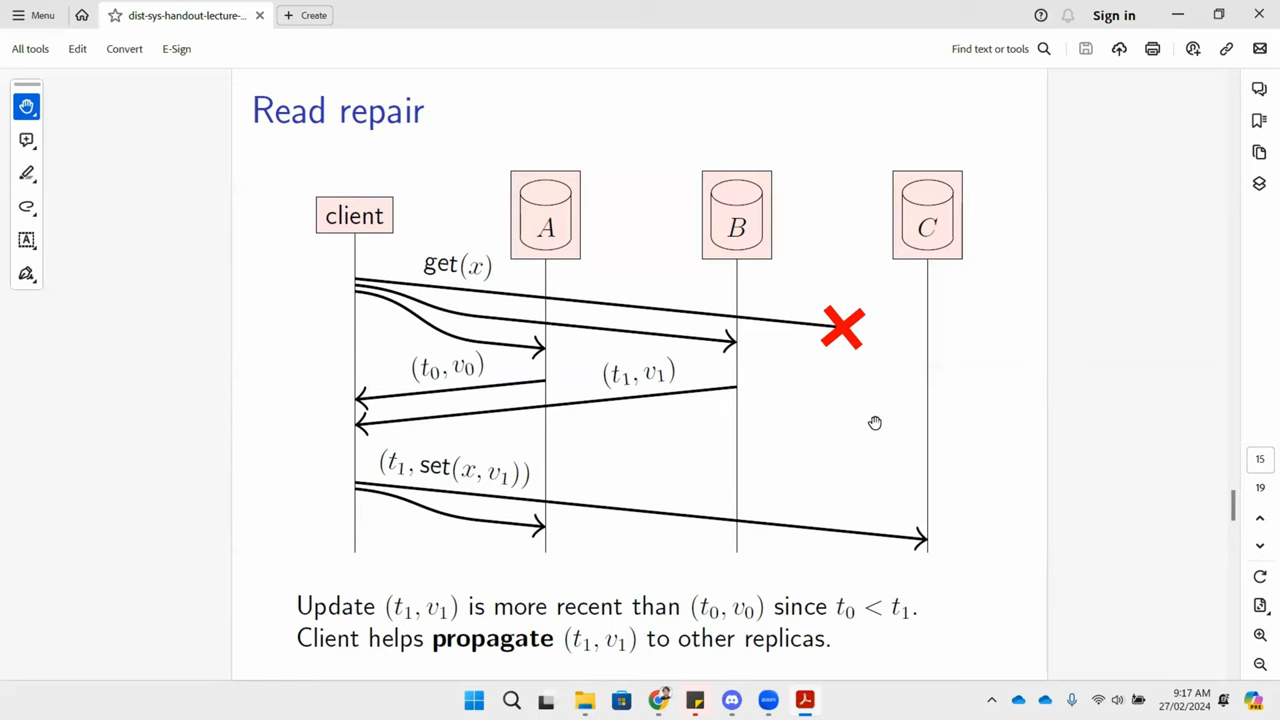 Menu
dist-sys-handout-lecture-...
Create
Sign in
All tools
Edit
Convert
E-Sign
Find text or tools
Read repair
client
A
B
C
get(x)
(t₀, v₀)
(t₁, v₁)
(t₁, set(x, v₁))
Update (t₁, v₁) is more recent than (t₀, v₀) since t₀ < t₁.
Client helps propagate (t₁, v₁) to other replicas.
15
19
9:17 AM
27/02/2024